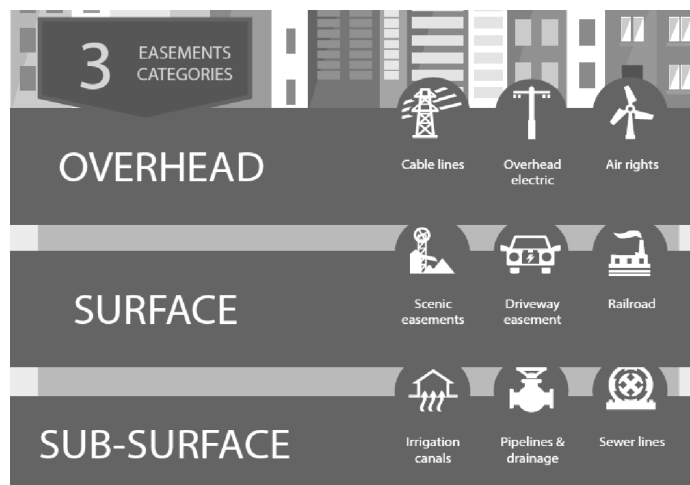 3
EASEMENTS
CATEGORIES
OVERHEAD
Cable lines
Overhead
electric
Air rights
SURFACE
Scenic
easements
Driveway
easement
Railroad
SUB-SURFACE
Irrigation
canals
Pipelines &
drainage
Sewer lines